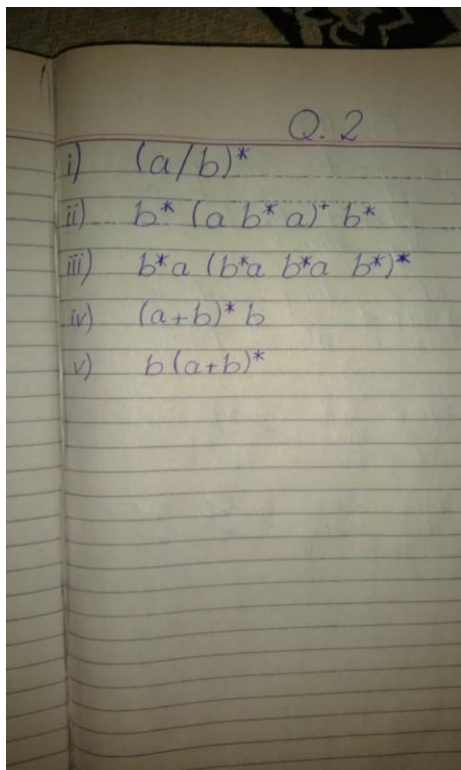 Q. 2
i) (a/b)*
ii) b* (a b* a)⁺ b*
iii) b*a (b*a b*a b*)*
iv) (a+b)* b
v) b (a+b)*